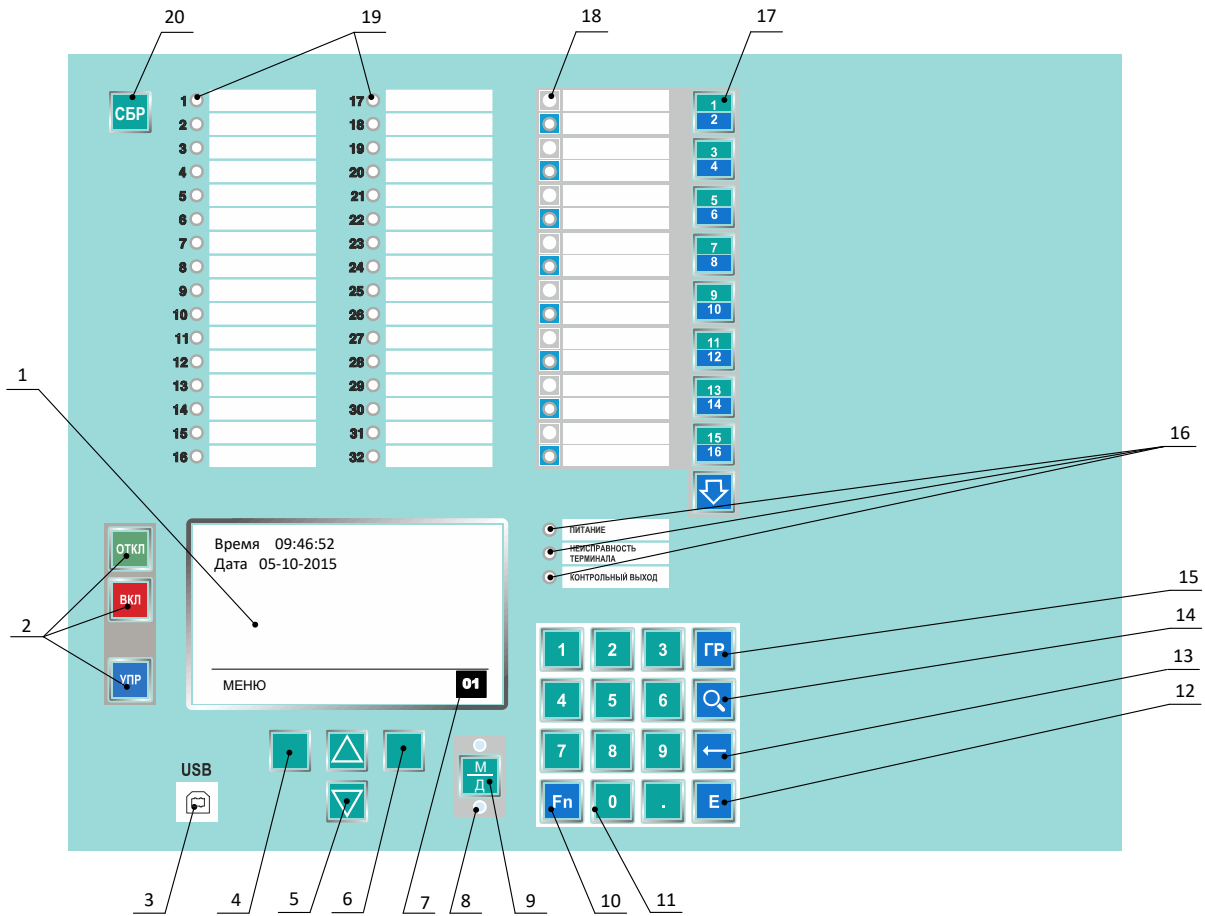 20 19 18 17
СБР
1 17 1
2 18 2
3 19 3
4 20 4
5 21 5
6 22 6
7 23 7
8 24 8
9 25 9
10 26 10
11 27 11
12 28 12
13 29 13
14 30 14
15 31 15
16 32 16
1
16
ПИТАНИЕ
НЕИСПРАВНОСТЬ
ТЕРМИНАЛА
КОНТРОЛЬНЫЙ ВЫХОД
ОТКЛ
ВКЛ
УПР
2
Время 09:46:52
Дата 05-10-2015
МЕНЮ 01
15
14
13
12
1 2 3 ГР
4 5 6
7 8 9
Fn 0 . E
USB
М
Д
3 4 5 6 7 8 9 10 11